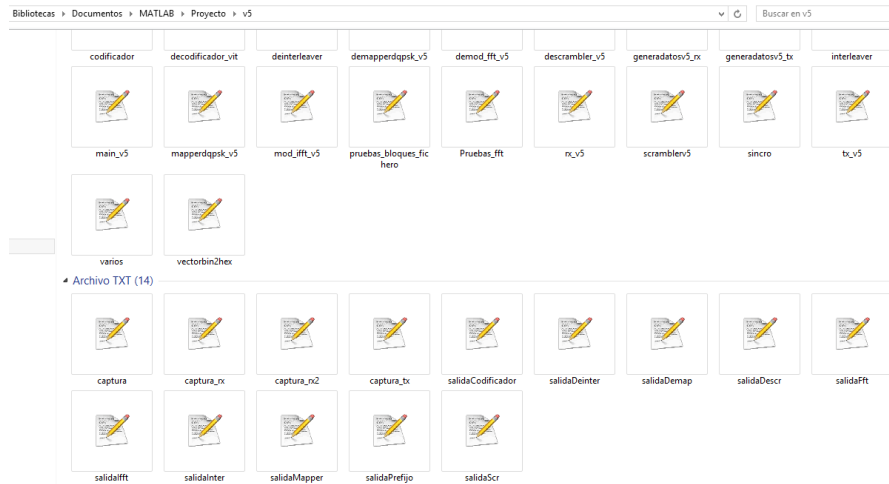 Bibliotecas ▸ Documentos ▸ MATLAB ▸ Proyecto ▸ v5
Buscar en v5
codificador decodificador_vit deinterleaver demapperdqpsk_v5 demod_fft_v5 descrambler_v5 generadatosv5_rx generadatosv5_tx interleaver
main_v5 mapperdqpsk_v5 mod_ifft_v5 pruebas_bloques_fic Pruebas_fft rx_v5 scramblerv5 sincro tx_v5
hero
varios vectorbin2hex
Archivo TXT (14)
captura captura_rx captura_rx2 captura_tx salidaCodificador salidaDeinter salidaDemap salidaDescr salidaFft
salidaIfft salidaInter salidaMapper salidaPrefijo salidaScr